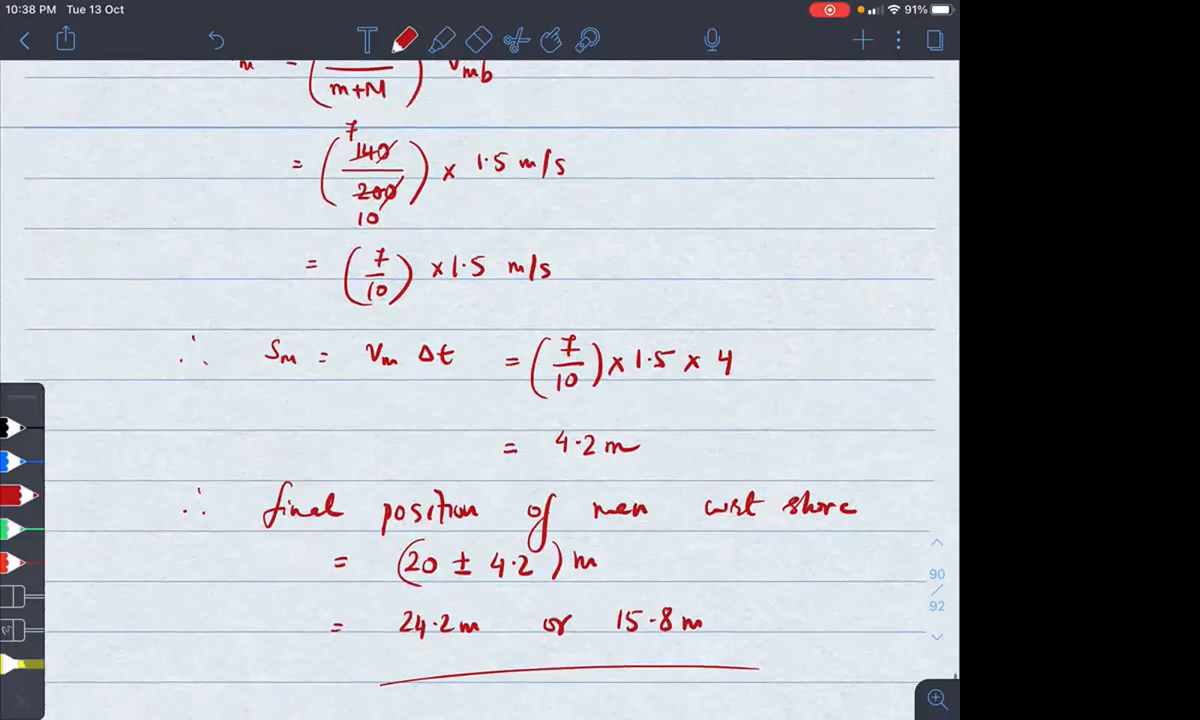 10:38 PM Tue 13 Oct 91%
m = ( / m+M ) Vmb
= ( 7 140 / 200 10 ) × 1.5 m/s
= ( 7/10 ) × 1.5 m/s
∴ Sm = Vm Δt = ( 7/10 ) × 1.5 × 4
= 4.2 m
∴ final position of man wrt shore
= (20 ± 4.2) m
= 24.2 m or 15.8 m
90
/
92